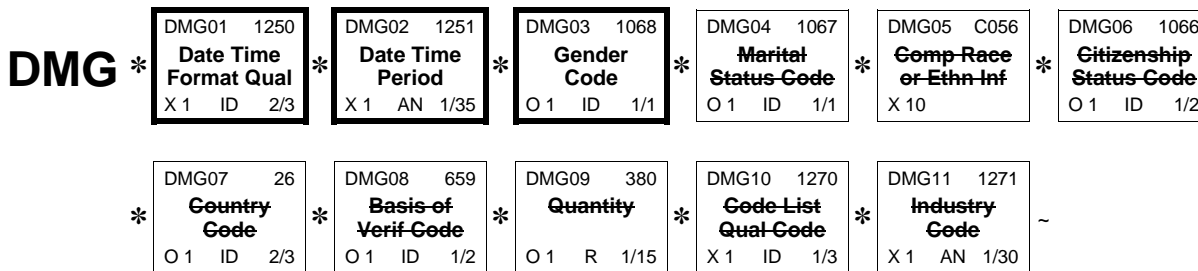 DMG01 1250 DMG02 1251 DMG03 1068 DMG04 1067 DMG05 C056 DMG06 1066
DMG * Date Time * Date Time * Gender * Marital * Comp Race * Citizenship
Format Qual Period Code Status Code or Ethn Inf Status Code
X 1 ID 2/3 X 1 AN 1/35 O 1 ID 1/1 O 1 ID 1/1 X 10 O 1 ID 1/2
DMG07 26 DMG08 659 DMG09 380 DMG10 1270 DMG11 1271
* Country * Basis of * Quantity * Code List * Industry ~
Code Verif Code Qual Code Code
O 1 ID 2/3 O 1 ID 1/2 O 1 R 1/15 X 1 ID 1/3 X 1 AN 1/30